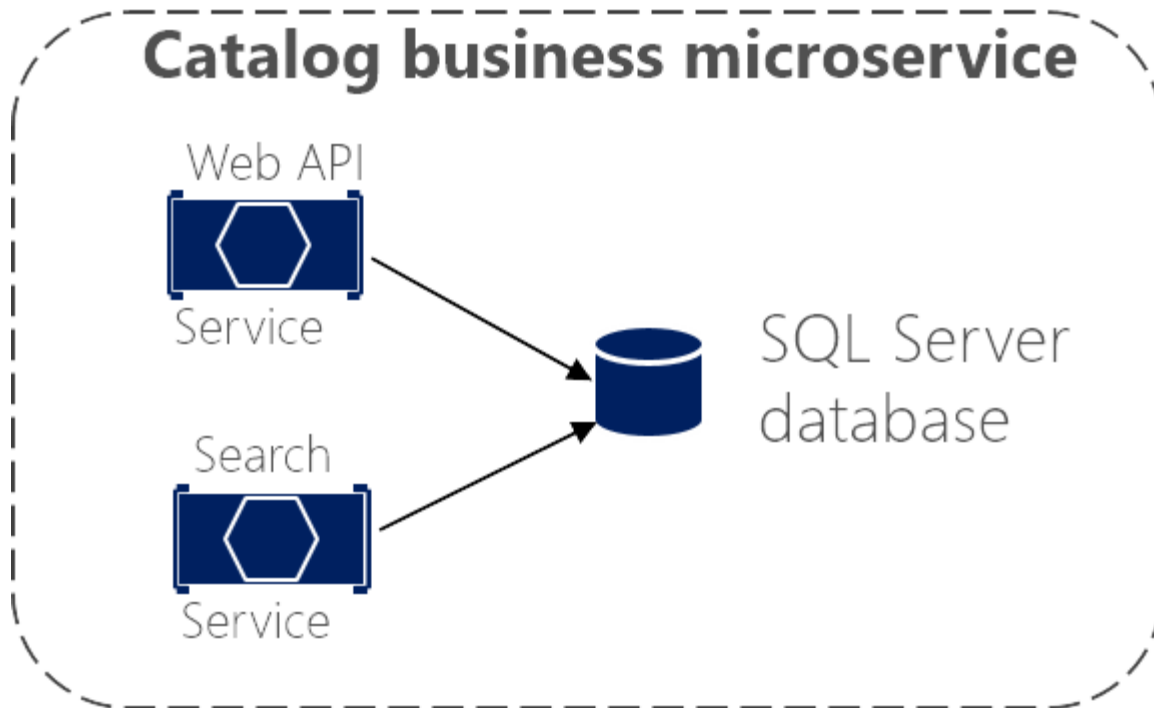 Catalog business microservice
Web API
Service
SQL Server
database
Search
Service